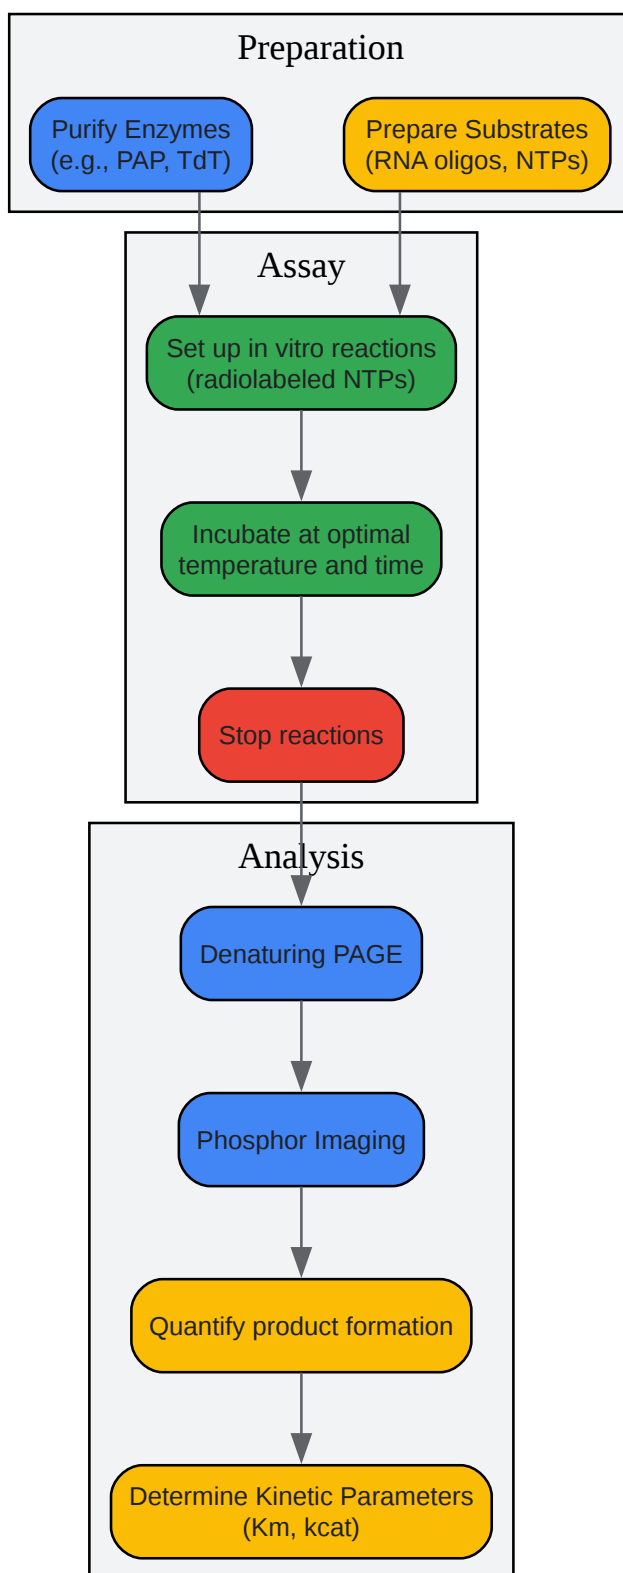 Preparation
Purify Enzymes
(e.g., PAP, TdT)
Prepare Substrates
(RNA oligos, NTPs)
Assay
Set up in vitro reactions
(radiolabeled NTPs)
Incubate at optimal
temperature and time
Stop reactions
Analysis
Denaturing PAGE
Phosphor Imaging
Quantify product formation
Determine Kinetic Parameters
(Km, kcat)